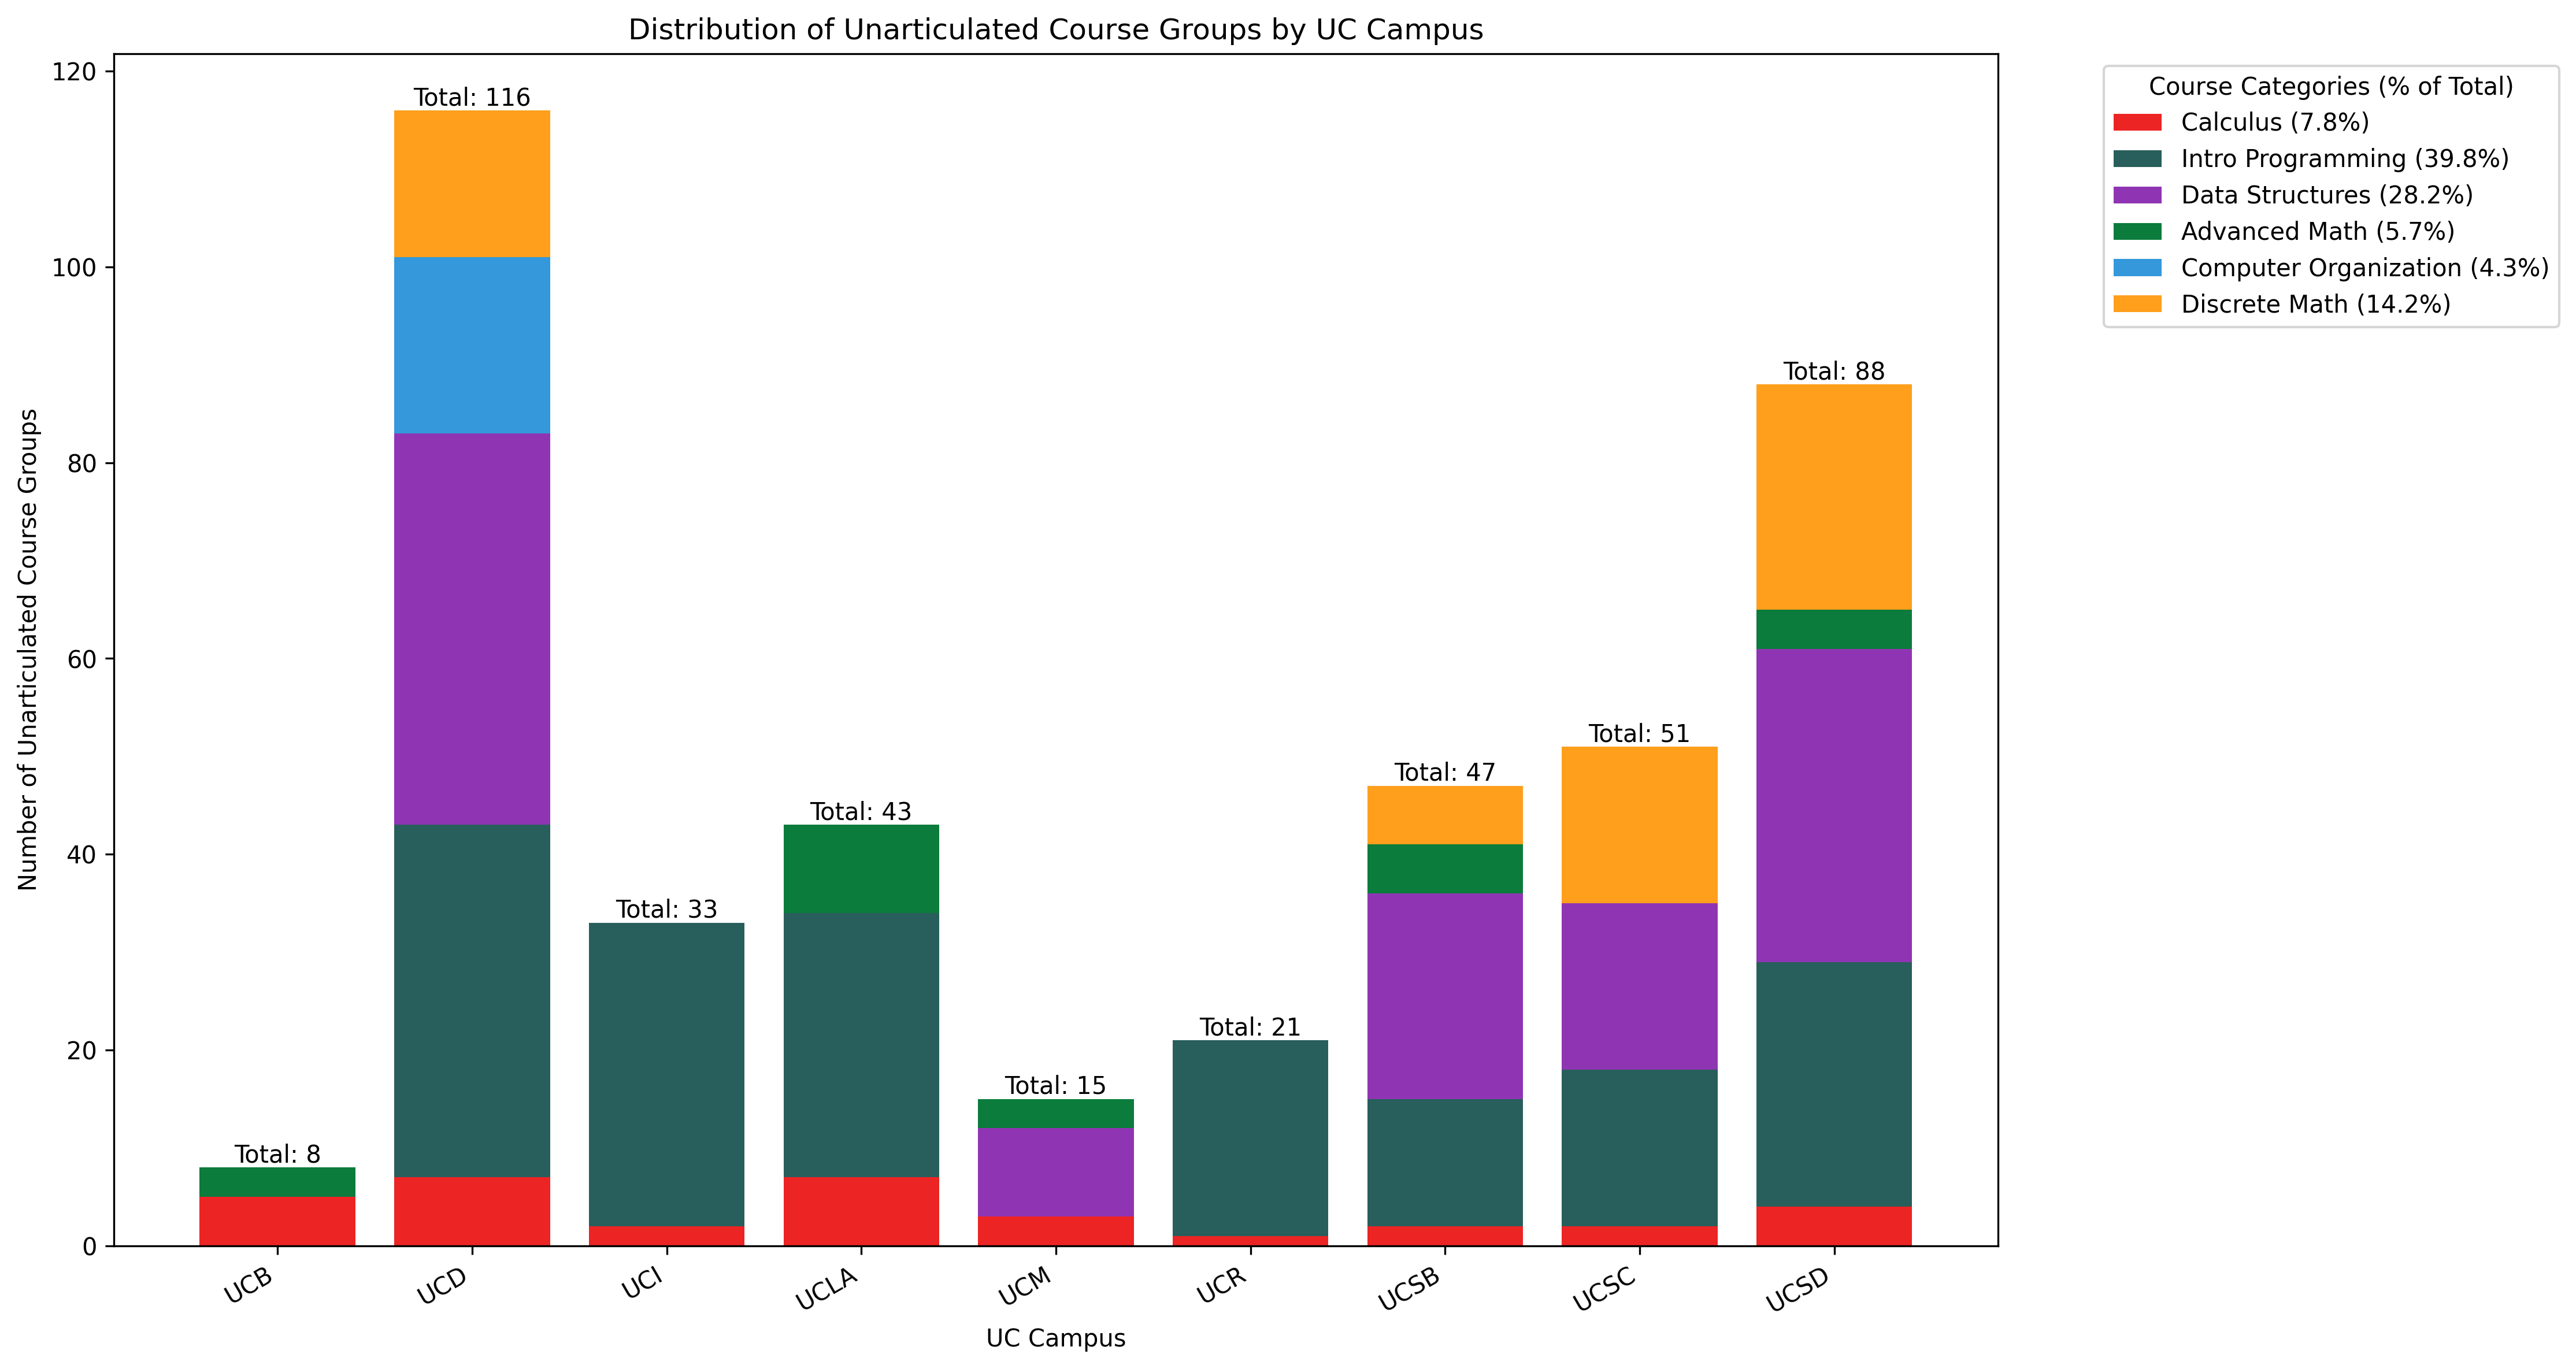 Distribution of Unarticulated Course Groups by UC Campus
Number of Unarticulated Course Groups
120
100
80
60
40
20
0
Total: 8
Total: 116
Total: 33
Total: 43
Total: 15
Total: 21
Total: 47
Total: 51
Total: 88
UCB
UCD
UCI
UCLA
UCM
UCR
UCSB
UCSC
UCSD
UC Campus
Course Categories (% of Total)
Calculus (7.8%)
Intro Programming (39.8%)
Data Structures (28.2%)
Advanced Math (5.7%)
Computer Organization (4.3%)
Discrete Math (14.2%)